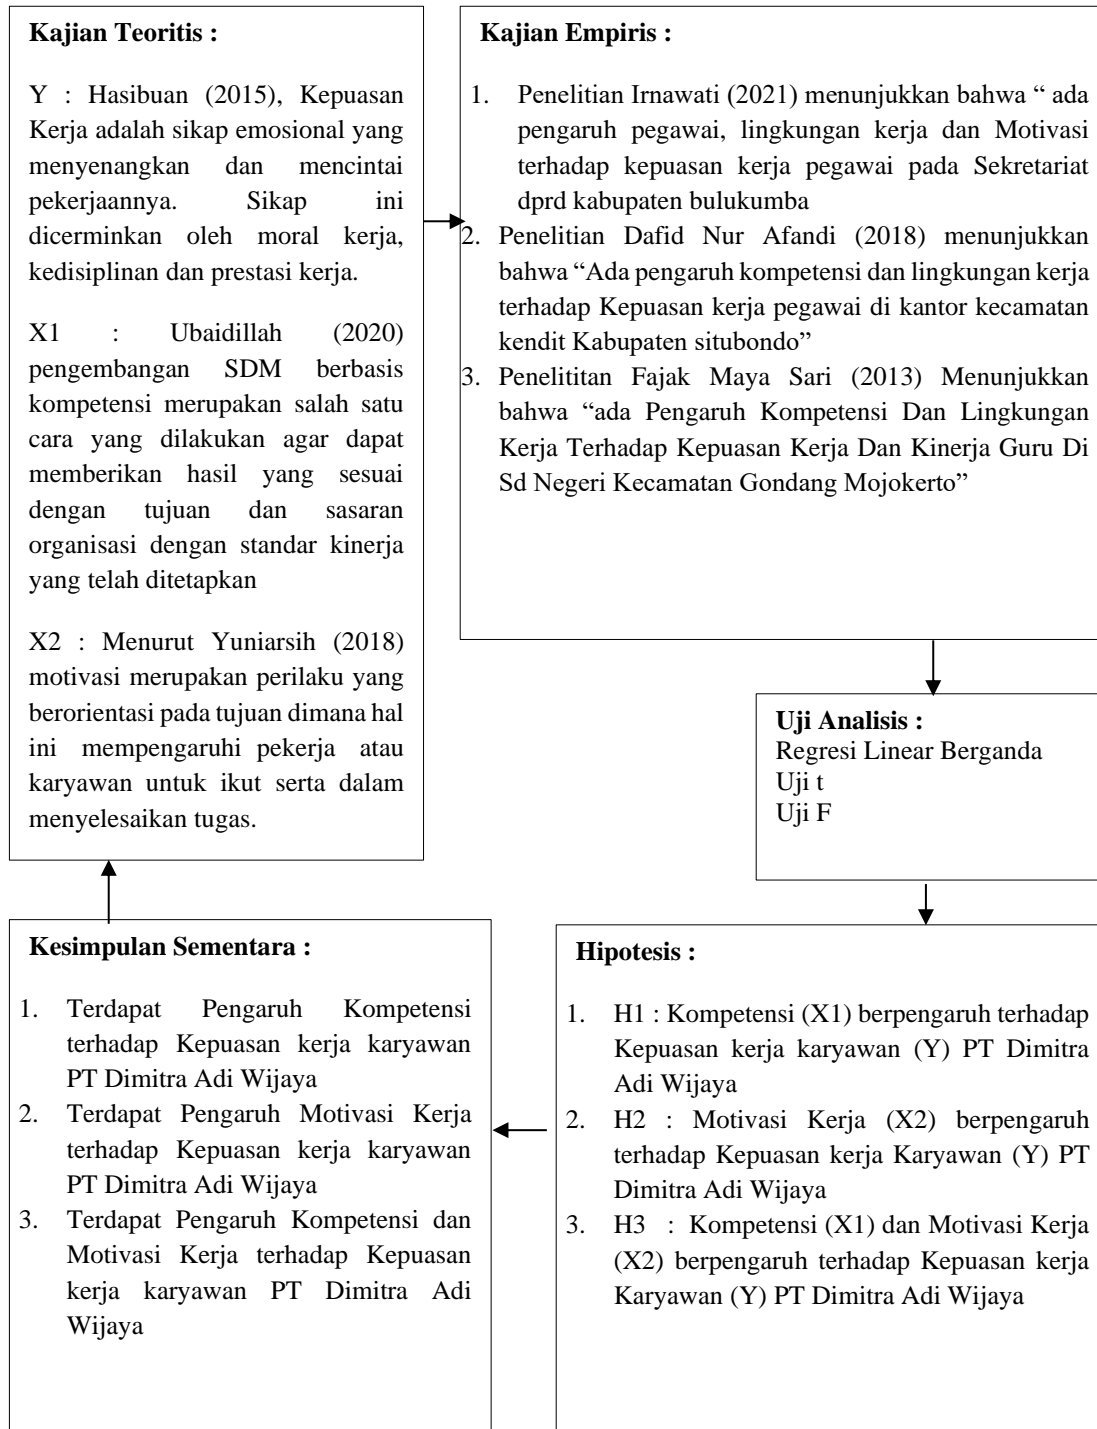 Kajian Teoritis :
Y : Hasibuan (2015), Kepuasan
Kerja adalah sikap emosional yang
menyenangkan dan mencintai
pekerjaannya. Sikap ini
dicerminkan oleh moral kerja,
kedisiplinan dan prestasi kerja.
X1 : Ubaidillah (2020)
pengembangan SDM berbasis
kompetensi merupakan salah satu
cara yang dilakukan agar dapat
memberikan hasil yang sesuai
dengan tujuan dan sasaran
organisasi dengan standar kinerja
yang telah ditetapkan
X2 : Menurut Yuniarsih (2018)
motivasi merupakan perilaku yang
berorientasi pada tujuan dimana hal
ini mempengaruhi pekerja atau
karyawan untuk ikut serta dalam
menyelesaikan tugas.
Kajian Empiris :
1. Penelitian Irnawati (2021) menunjukkan bahwa “ ada
pengaruh pegawai, lingkungan kerja dan Motivasi
terhadap kepuasan kerja pegawai pada Sekretariat
dprd kabupaten bulukumba
2. Penelitian Dafid Nur Afandi (2018) menunjukkan
bahwa “Ada pengaruh kompetensi dan lingkungan kerja
terhadap Kepuasan kerja pegawai di kantor kecamatan
kendit Kabupaten situbondo”
3. Penelititan Fajak Maya Sari (2013) Menunjukkan
bahwa “ada Pengaruh Kompetensi Dan Lingkungan
Kerja Terhadap Kepuasan Kerja Dan Kinerja Guru Di
Sd Negeri Kecamatan Gondang Mojokerto”
Uji Analisis :
Regresi Linear Berganda
Uji t
Uji F
Hipotesis :
1. H1 : Kompetensi (X1) berpengaruh terhadap
Kepuasan kerja karyawan (Y) PT Dimitra
Adi Wijaya
2. H2 : Motivasi Kerja (X2) berpengaruh
terhadap Kepuasan kerja Karyawan (Y) PT
Dimitra Adi Wijaya
3. H3 : Kompetensi (X1) dan Motivasi Kerja
(X2) berpengaruh terhadap Kepuasan kerja
Karyawan (Y) PT Dimitra Adi Wijaya
Kesimpulan Sementara :
1. Terdapat Pengaruh Kompetensi
terhadap Kepuasan kerja karyawan
PT Dimitra Adi Wijaya
2. Terdapat Pengaruh Motivasi Kerja
terhadap Kepuasan kerja karyawan
PT Dimitra Adi Wijaya
3. Terdapat Pengaruh Kompetensi dan
Motivasi Kerja terhadap Kepuasan
kerja karyawan PT Dimitra Adi
Wijaya